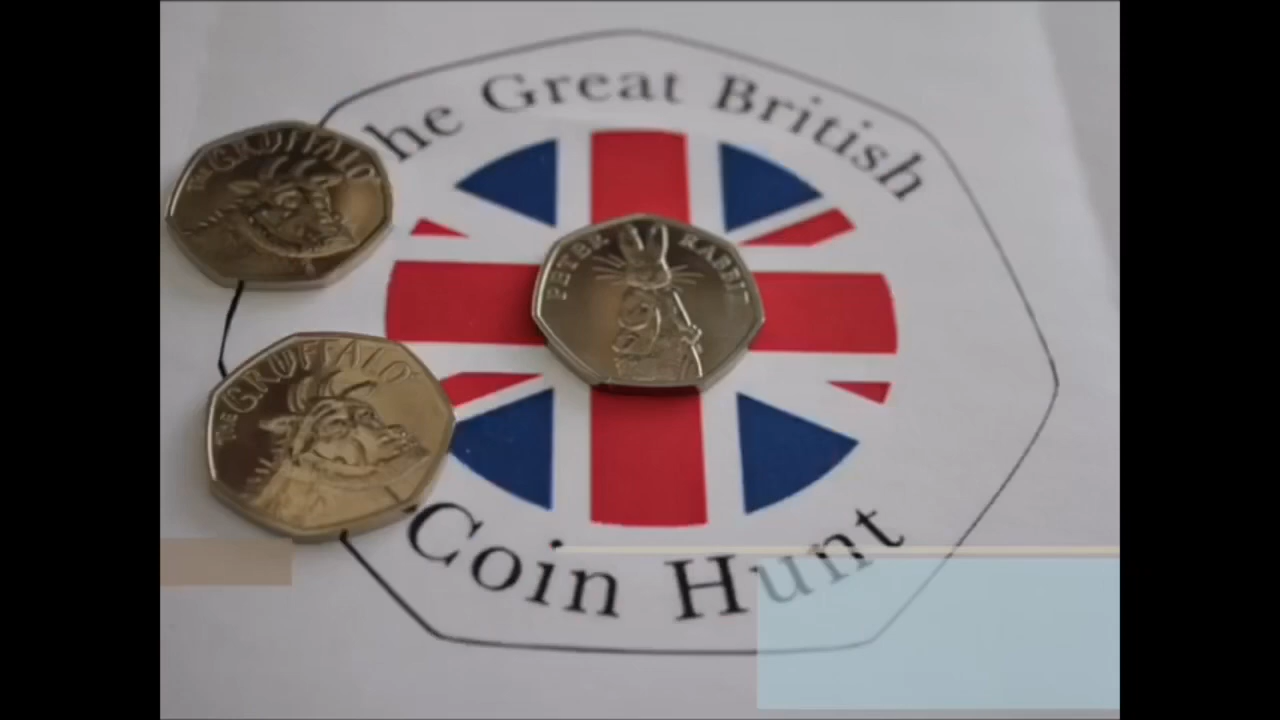 he Great British
THE GRUFFALO
PETER RABBIT
THE GRUFFALO
Coin Hunt